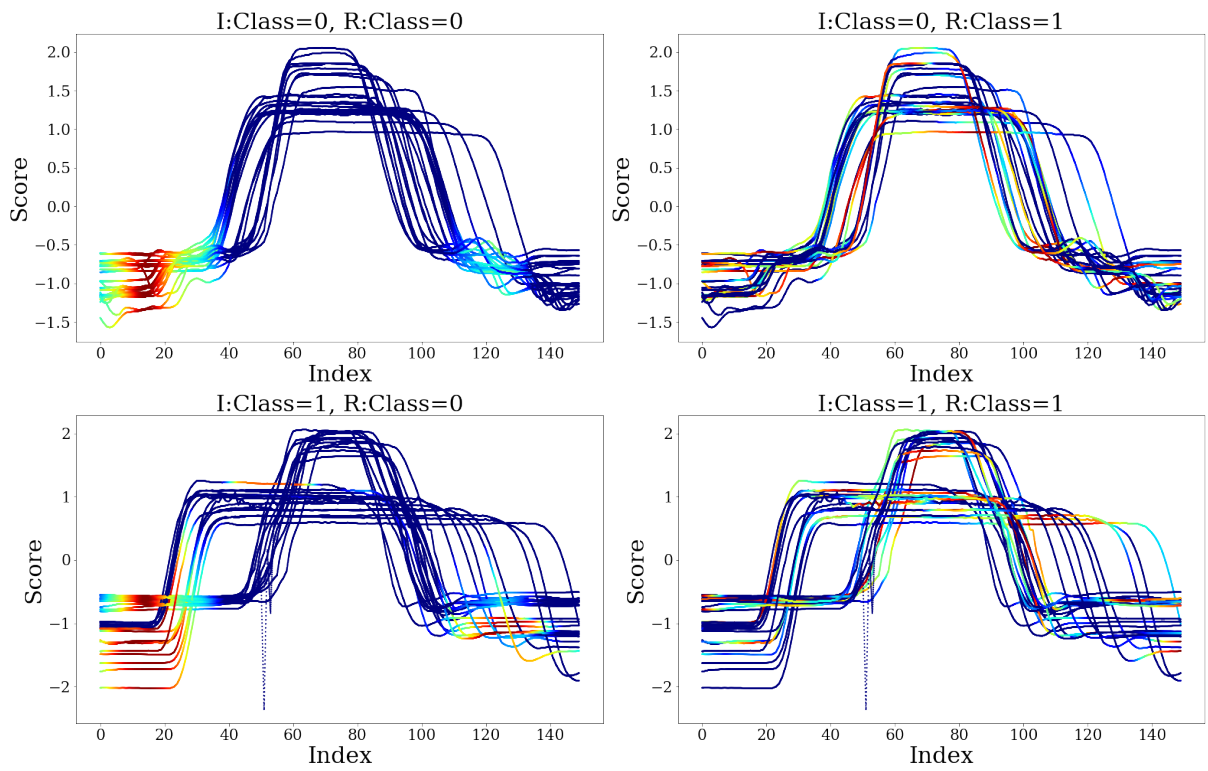 I:Class=0, R:Class=0
2.0
1.5
1.0
0.5
0.0
−0.5
−1.0
−1.5
Score
0 20 40 60 80 100 120 140
Index
I:Class=0, R:Class=1
2.0
1.5
1.0
0.5
0.0
−0.5
−1.0
−1.5
Score
0 20 40 60 80 100 120 140
Index
I:Class=1, R:Class=0
2
1
0
−1
−2
Score
0 20 40 60 80 100 120 140
Index
I:Class=1, R:Class=1
2
1
0
−1
−2
Score
0 20 40 60 80 100 120 140
Index